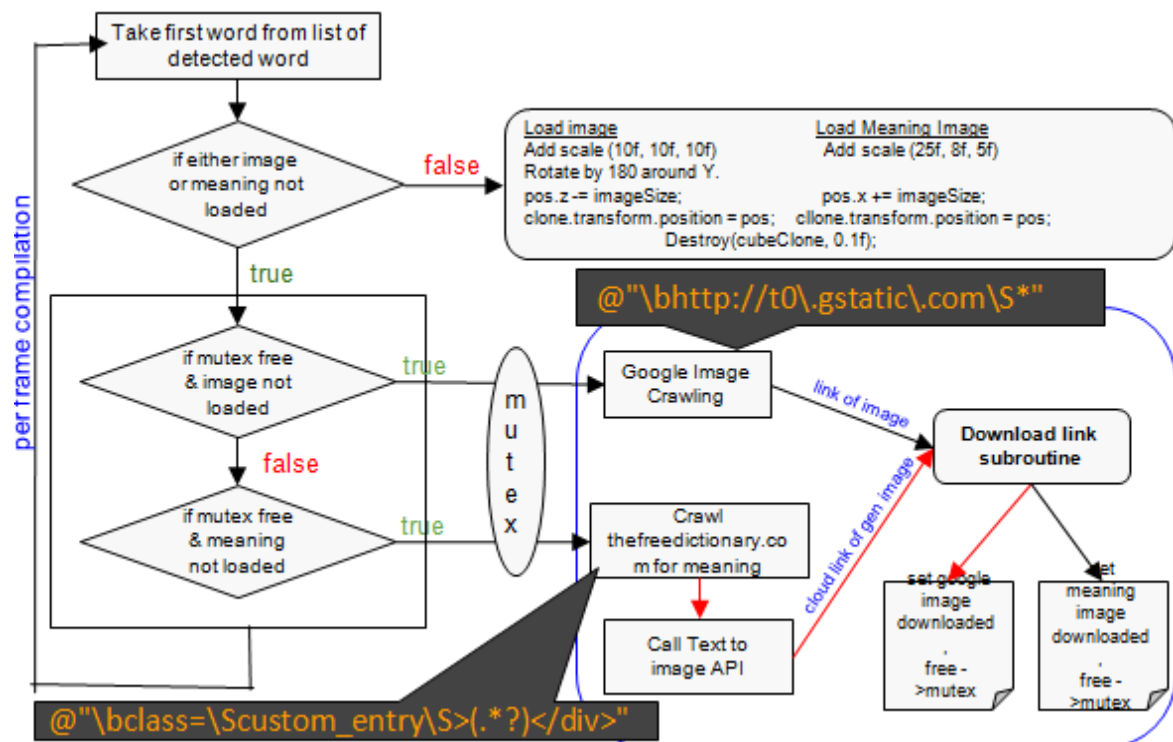 Take first word from list of
detected word
if either image
or meaning not
loaded
false
Load image
Load Meaning Image
Add scale (10f, 10f, 10f)
Add scale (25f, 8f, 5f)
Rotate by 180 around Y.
pos.z -= imageSize;
pos.x += imageSize;
clone.transform.position = pos;
cllone.transform.position = pos;
Destroy(cubeClone, 0.1f);
per frame compilation
true
@"\bhttp://t0\.gstatic\.com\S*"
if mutex free
& image not
loaded
true
m
u
t
e
x
Google Image
Crawling
link of image
Download link
subroutine
false
if mutex free
& meaning
not loaded
true
Crawl
thefreedictionary.co
m for meaning
cloud link of gen image
Call Text to
image API
set google
image
downloaded
,
free -
>mutex
et
meaning
image
downloaded
,
free -
>mutex
@"\bclass=\Scustom_entry\S>(.*?)</div>"